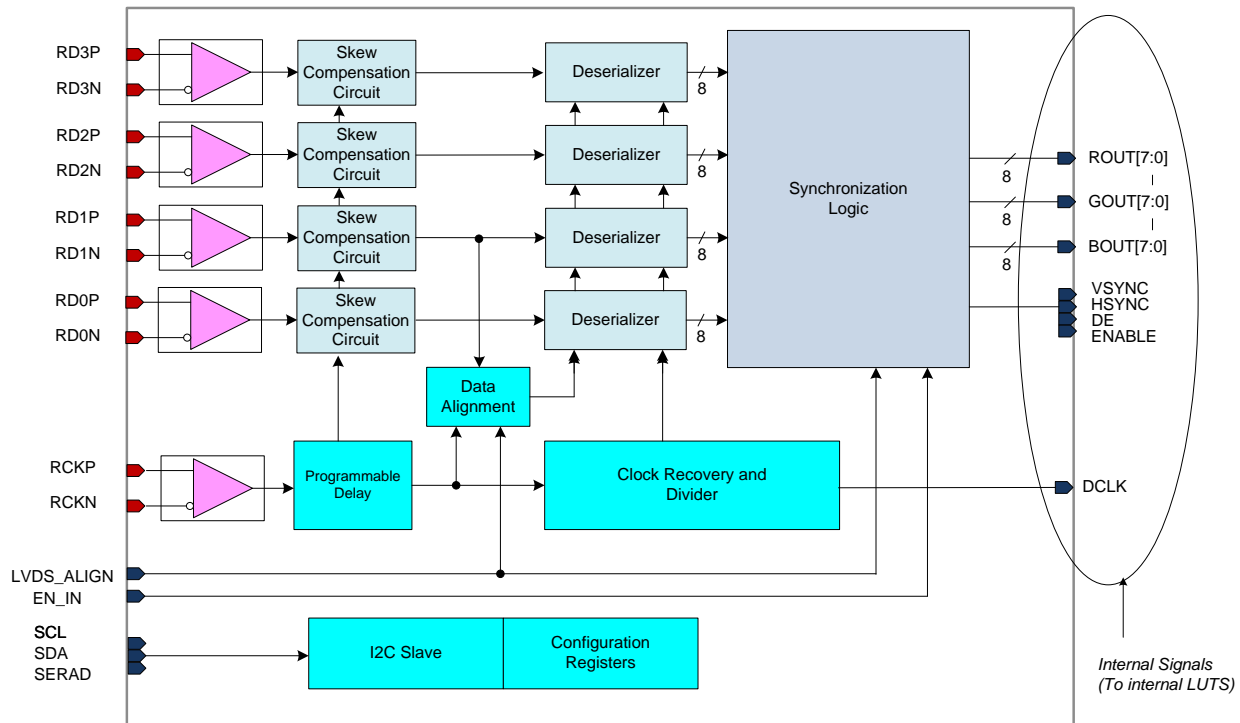 RD3P
RD3N
RD2P
RD2N
RD1P
RD1N
RD0P
RD0N
RCKP
RCKN
LVDS_ALIGN
EN_IN
SCL
SDA
SERAD
Skew
Compensation
Circuit
Skew
Compensation
Circuit
Skew
Compensation
Circuit
Skew
Compensation
Circuit
Programmable
Delay
Data
Alignment
Deserializer
8
Deserializer
8
Deserializer
8
Deserializer
8
Clock Recovery and
Divider
I2C Slave
Configuration
Registers
Synchronization
Logic
8
8
8
ROUT[7:0]
GOUT[7:0]
BOUT[7:0]
VSYNC
HSYNC
DE
ENABLE
DCLK
Internal Signals
(To internal LUTS)